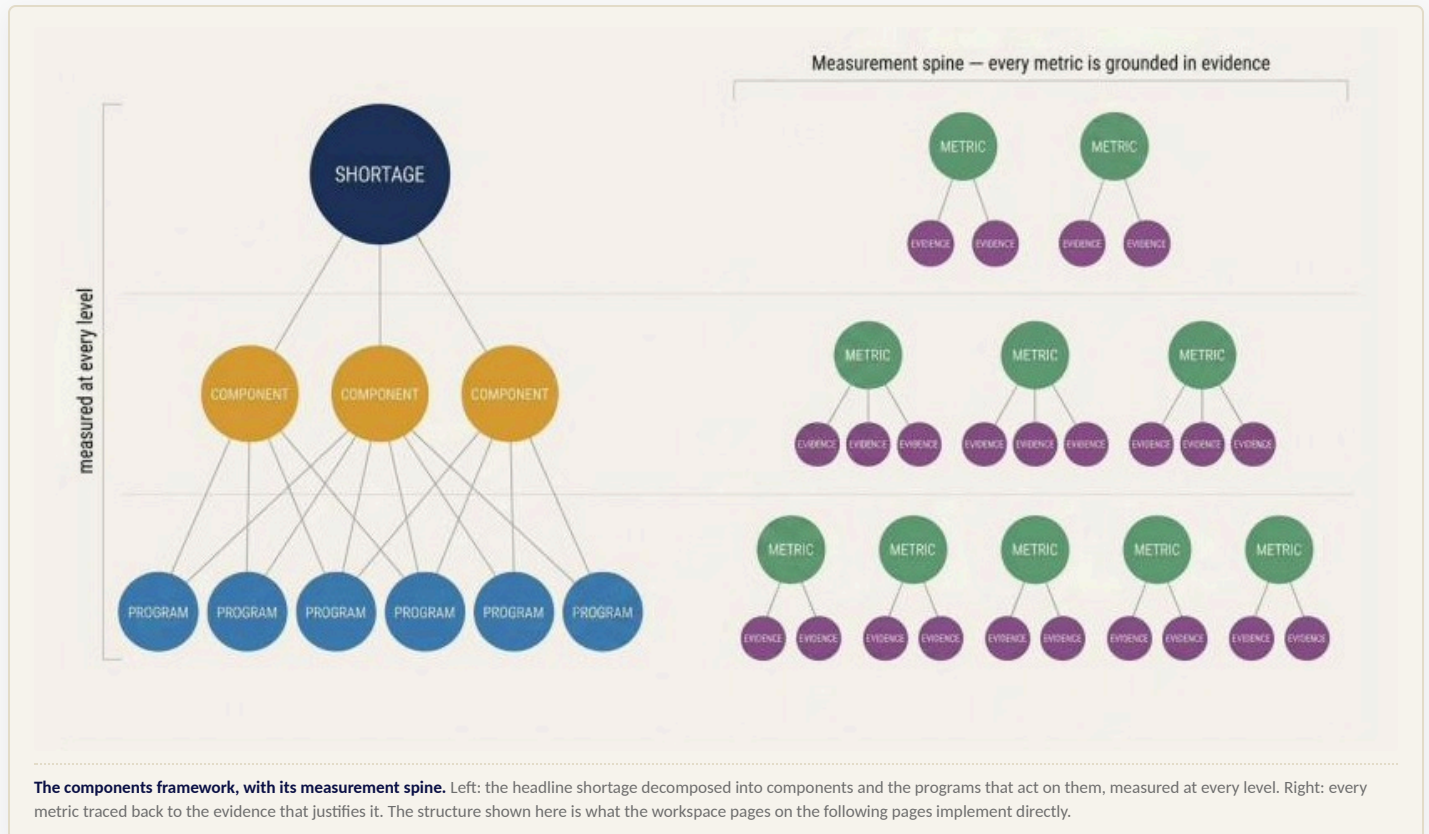 Measurement spine — every metric is grounded in evidence
measured at every level
SHORTAGE
METRIC METRIC
EVIDENCE EVIDENCE EVIDENCE EVIDENCE
COMPONENT COMPONENT COMPONENT
METRIC METRIC METRIC
EVIDENCE EVIDENCE EVIDENCE EVIDENCE EVIDENCE EVIDENCE EVIDENCE EVIDENCE EVIDENCE
PROGRAM PROGRAM PROGRAM PROGRAM PROGRAM PROGRAM
METRIC METRIC METRIC METRIC METRIC
EVIDENCE EVIDENCE EVIDENCE EVIDENCE EVIDENCE EVIDENCE EVIDENCE EVIDENCE EVIDENCE EVIDENCE
The components framework, with its measurement spine. Left: the headline shortage decomposed into components and the programs that act on them, measured at every level. Right: every
metric traced back to the evidence that justifies it. The structure shown here is what the workspace pages on the following pages implement directly.